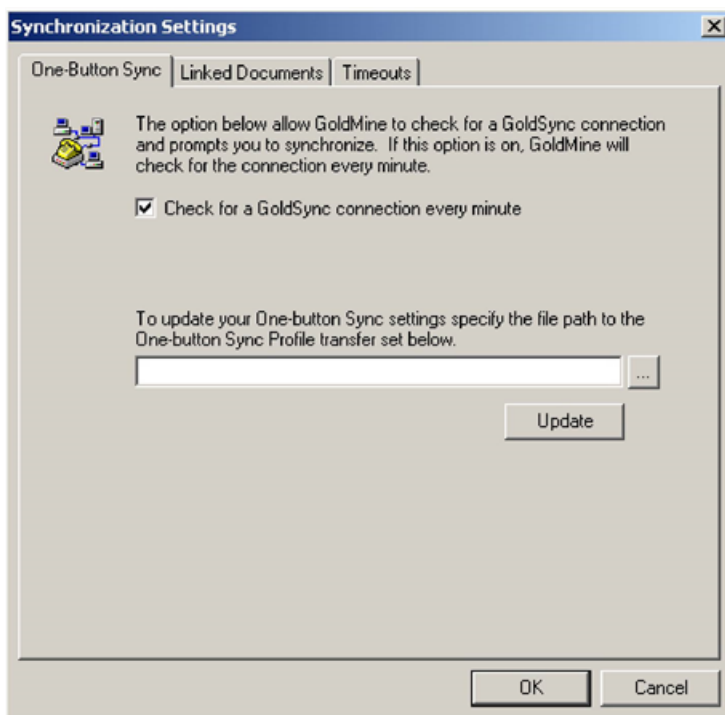 Synchronization Settings
One-Button Sync Linked Documents Timeouts
The option below allow GoldMine to check for a GoldSync connection
and prompts you to synchronize. If this option is on, GoldMine will
check for the connection every minute.
Check for a GoldSync connection every minute
To update your One-button Sync settings specify the file path to the
One-button Sync Profile transfer set below.
...
Update
OK Cancel